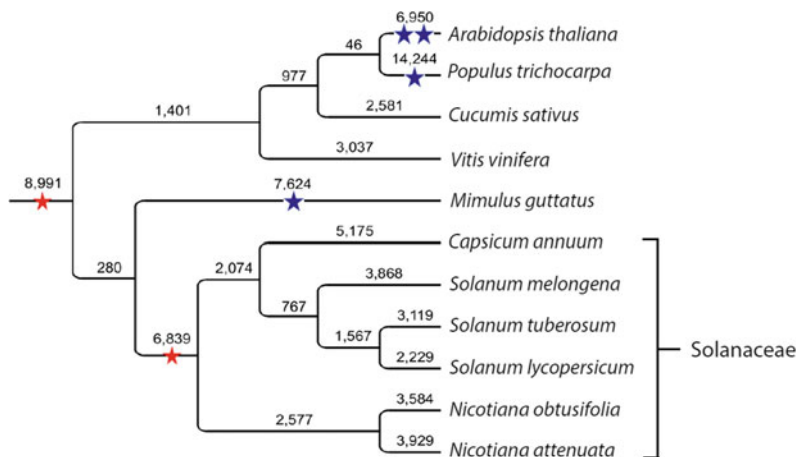 6,950
Arabidopsis thaliana
46
14,244
Populus trichocarpa
977
2,581
Cucumis sativus
1,401
3,037
Vitis vinifera
8,991
7,624
Mimulus guttatus
5,175
Capsicum annuum
280
2,074
3,868
Solanum melongena
767
3,119
Solanum tuberosum
1,567
6,839
2,229
Solanum lycopersicum
Solanaceae
3,584
Nicotiana obtusifolia
2,577
3,929
Nicotiana attenuata